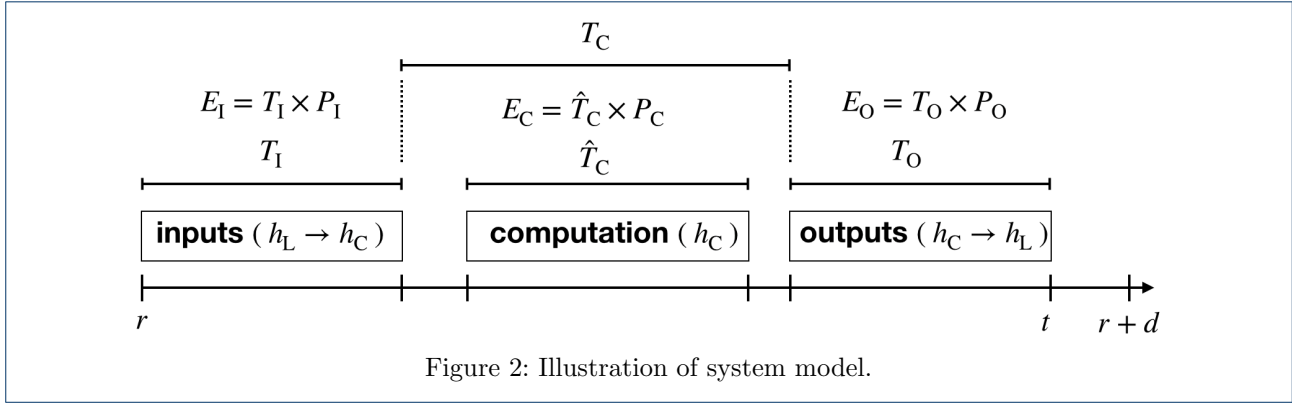 T_C
E_I = T_I × P_I
E_C = T̂_C × P_C
E_O = T_O × P_O
T_I
T̂_C
T_O
inputs ( h_L → h_C )
computation ( h_C )
outputs ( h_C → h_L )
r
t
r + d
Figure 2: Illustration of system model.